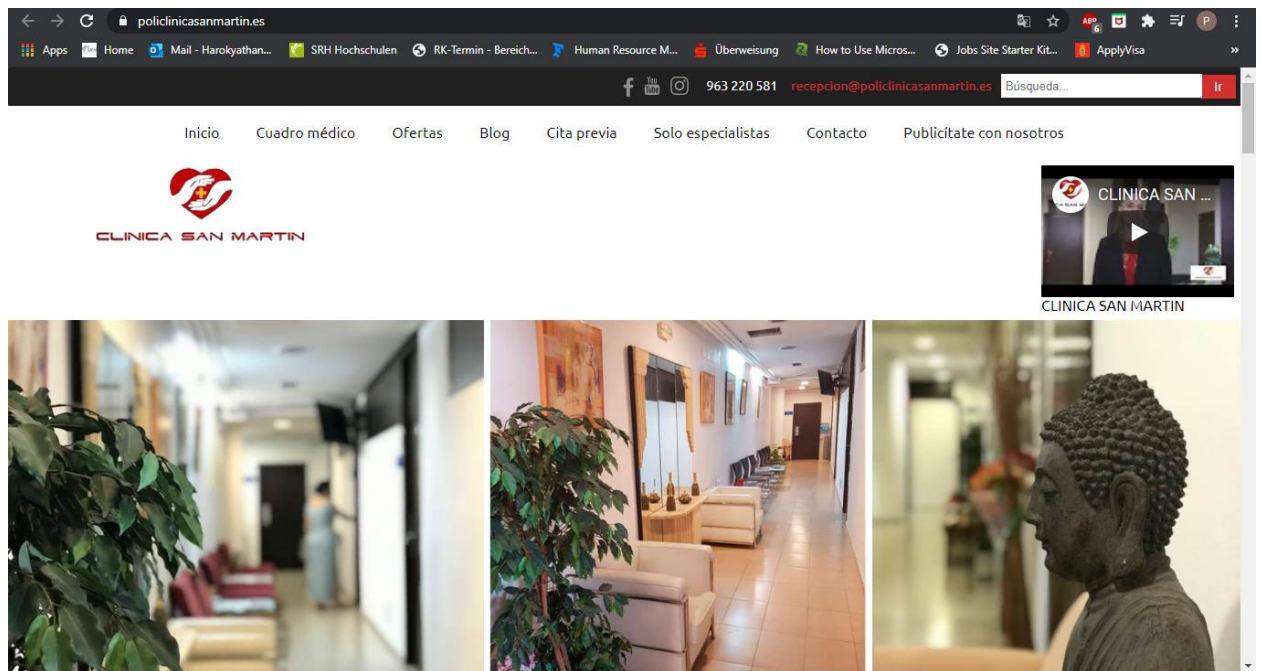 policlinicasanmartin.es
Apps Home Mail - Harokyathan... SRH Hochschulen RK-Termin - Bereich... Human Resource M... Überweisung How to Use Micros... Jobs Site Starter Kit... ApplyVisa »
You Tube 963 220 581 recepcion@policlinicasanmartin.es Búsqueda... Ir
Inicio Cuadro médico Ofertas Blog Cita previa Solo especialistas Contacto Publicítate con nosotros
CLINICA SAN MARTIN
CLINICA SAN ...
CLINICA SAN MARTIN